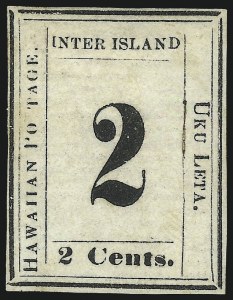 INTER ISLAND
HAWAIIAN PO TAGE.
2
UKU LETA.
2 Cents.